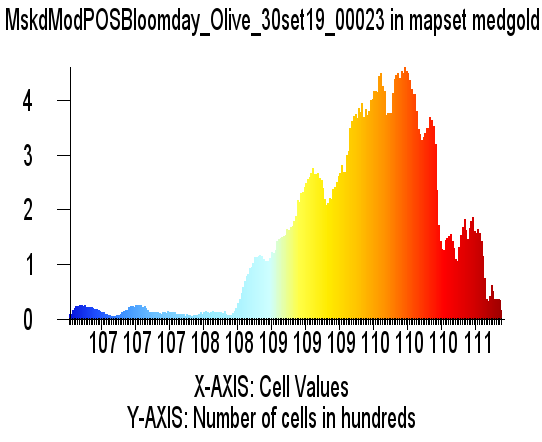 MskdModPOSBloomday_Olive_30set19_00023 in mapset medgold
4
3
2
1
0
107 107 107 108 108 109 109 109 110 110 110 111
X-AXIS: Cell Values
Y-AXIS: Number of cells in hundreds